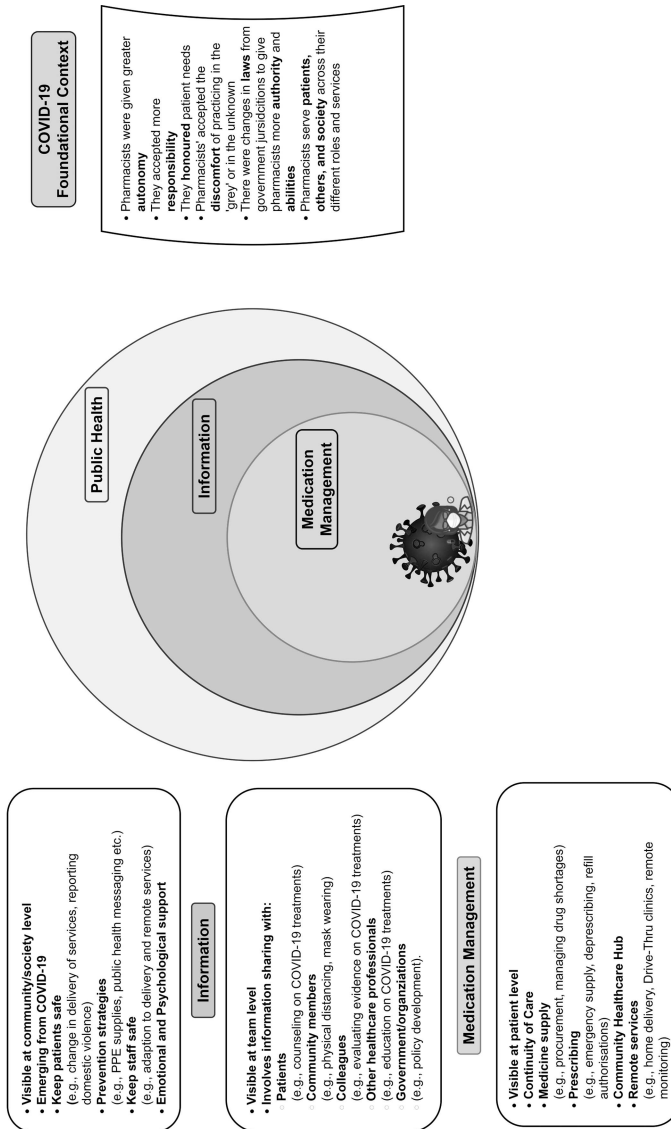 COVID-19
Foundational Context
• Pharmacists were given greater
autonomy
• They accepted more
responsibility
• They honoured patient needs
• Pharmacists' accepted the
discomfort of practicing in the
'grey' or in the unknown
• There were changes in laws from
government jursidcitions to give
pharmacists more authority and
abilities
• Pharmacists serve patients,
others, and society across their
different roles and services
Public Health
Information
Medication
Management
• Visible at community/society level
• Emerging from COVID-19
• Keep patients safe
(e.g., change in delivery of services, reporting
domestic violence)
• Prevention strategies
(e.g., PPE supplies, public health messaging etc.)
• Keep staff safe
(e.g., adaption to delivery and remote services)
• Emotional and Psychological support
Information
• Visible at team level
• Involves information sharing with:
○ Patients
(e.g., counseling on COVID-19 treatments)
○ Community members
(e.g., physical distancing, mask wearing)
○ Colleagues
(e.g., evaluating evidence on COVID-19 treatments)
○ Other healthcare professionals
(e.g., education on COVID-19 treatments)
○ Government/organziations
(e.g., policy development).
Medication Management
• Visible at patient level
• Continuity of Care
• Medicine supply
(e.g., procurement, managing drug shortages)
• Prescribing
(e.g., emergency supply, deprescribing, refill
authorisations)
• Community Healthcare Hub
• Remote services
(e.g., home delivery, Drive-Thru clinics, remote
monitoring)